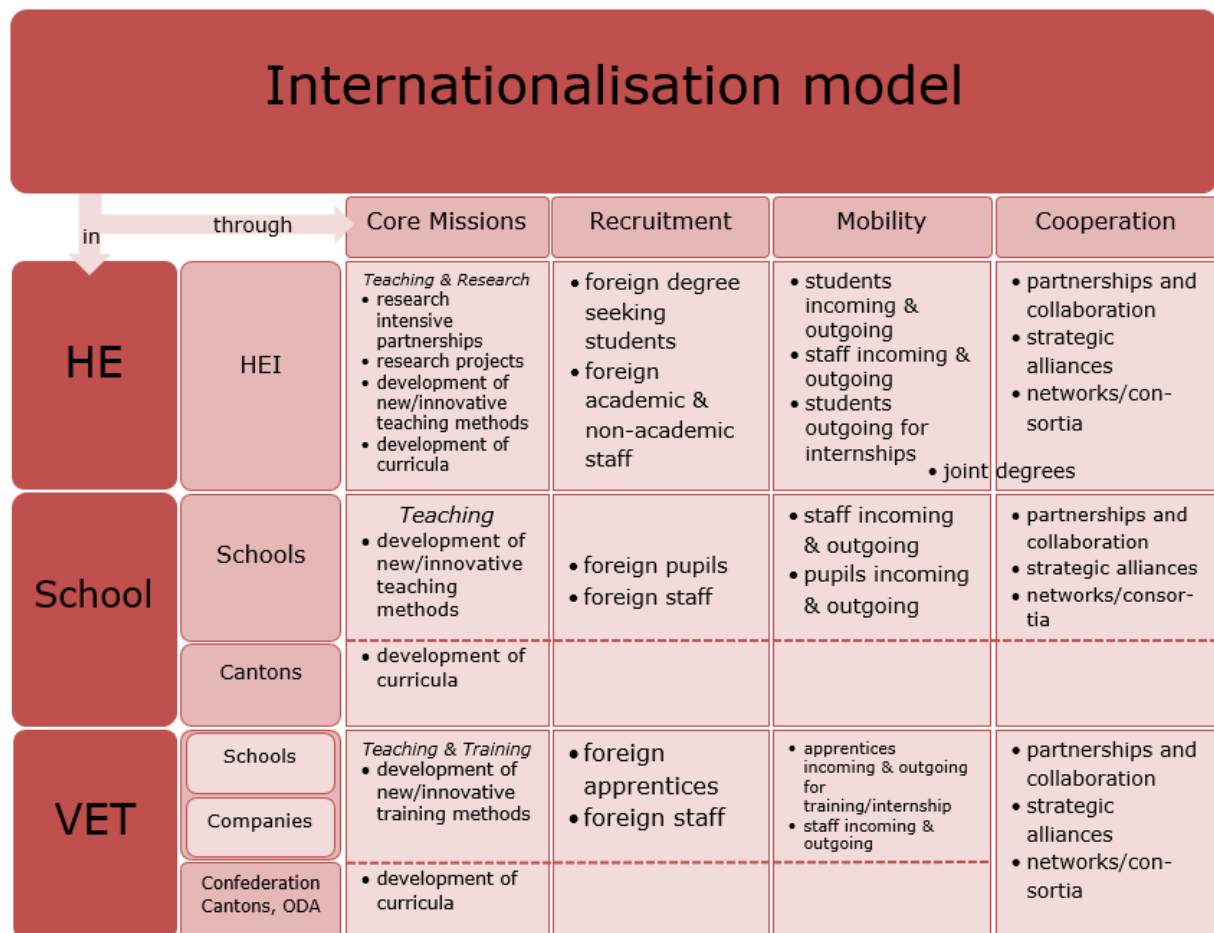 Internationalisation model
in
through
Core Missions
Recruitment
Mobility
Cooperation
HE
HEI
Teaching & Research
• research
intensive
partnerships
• research projects
• development of
new/innovative
teaching methods
• development of
curricula
• foreign degree
seeking
students
• foreign
academic &
non-academic
staff
• students
incoming &
outgoing
• staff incoming &
outgoing
• students
outgoing for
internships
• joint degrees
• partnerships and
collaboration
• strategic
alliances
• networks/con-
sortia
School
Schools
Teaching
• development of
new/innovative
teaching
methods
• foreign pupils
• foreign staff
• staff incoming
& outgoing
• pupils incoming
& outgoing
• partnerships and
collaboration
• strategic alliances
• networks/consor-
tia
Cantons
• development of
curricula
VET
Schools
Companies
Teaching & Training
• development of
new/innovative
training methods
• foreign
apprentices
• foreign staff
• apprentices
incoming & outgoing
for
training/internship
• staff incoming &
outgoing
• partnerships and
collaboration
• strategic
alliances
• networks/con-
sortia
Confederation
Cantons, ODA
• development of
curricula